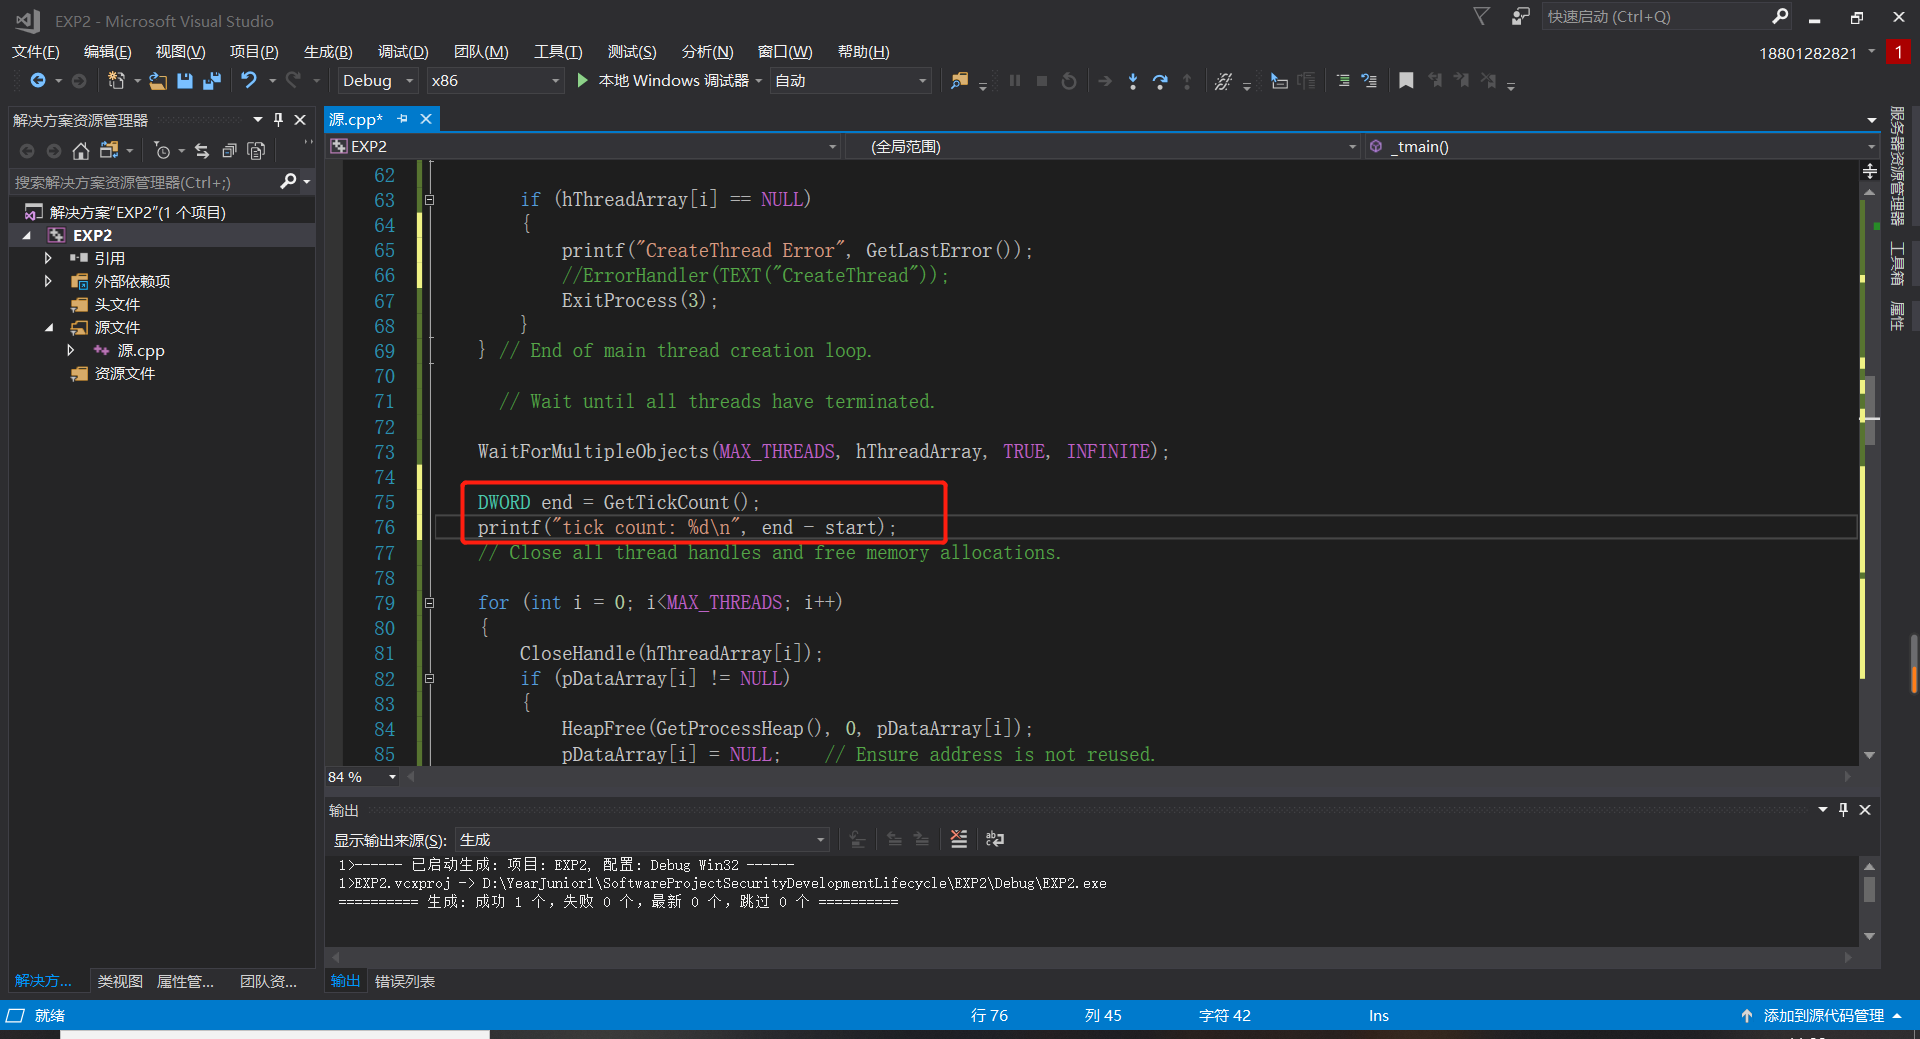 EXP2 - Microsoft Visual Studio
快速启动 (Ctrl+Q)
文件(F) 编辑(E) 视图(V) 项目(P) 生成(B) 调试(D) 团队(M) 工具(T) 测试(S) 分析(N) 窗口(W) 帮助(H)
18801282821 1
Debug x86 本地 Windows 调试器 自动
解决方案资源管理器
搜索解决方案资源管理器(Ctrl+;)
解决方案"EXP2"(1 个项目)
EXP2
引用
外部依赖项
头文件
源文件
源.cpp
资源文件
解决方... 类视图 属性管... 团队资...
源.cpp*
EXP2 (全局范围) _tmain()
62
63 if (hThreadArray[i] == NULL)
64 {
65 printf("CreateThread Error", GetLastError());
66 //ErrorHandler(TEXT("CreateThread"));
67 ExitProcess(3);
68 }
69 } // End of main thread creation loop.
70
71 // Wait until all threads have terminated.
72
73 WaitForMultipleObjects(MAX_THREADS, hThreadArray, TRUE, INFINITE);
74
75 DWORD end = GetTickCount();
76 printf("tick count: %d\n", end - start);
77 // Close all thread handles and free memory allocations.
78
79 for (int i = 0; i<MAX_THREADS; i++)
80 {
81 CloseHandle(hThreadArray[i]);
82 if (pDataArray[i] != NULL)
83 {
84 HeapFree(GetProcessHeap(), 0, pDataArray[i]);
85 pDataArray[i] = NULL; // Ensure address is not reused.
84 %
服务器资源管理器
工具箱
属性
输出
显示输出来源(S): 生成
1>------ 已启动生成: 项目: EXP2, 配置: Debug Win32 ------
1>EXP2.vcxproj -> D:\YearJunior1\SoftwareProjectSecurityDevelopmentLifecycle\EXP2\Debug\EXP2.exe
========== 生成: 成功 1 个，失败 0 个，最新 0 个，跳过 0 个 ==========
输出 错误列表
就绪 行 76 列 45 字符 42 Ins 添加到源代码管理